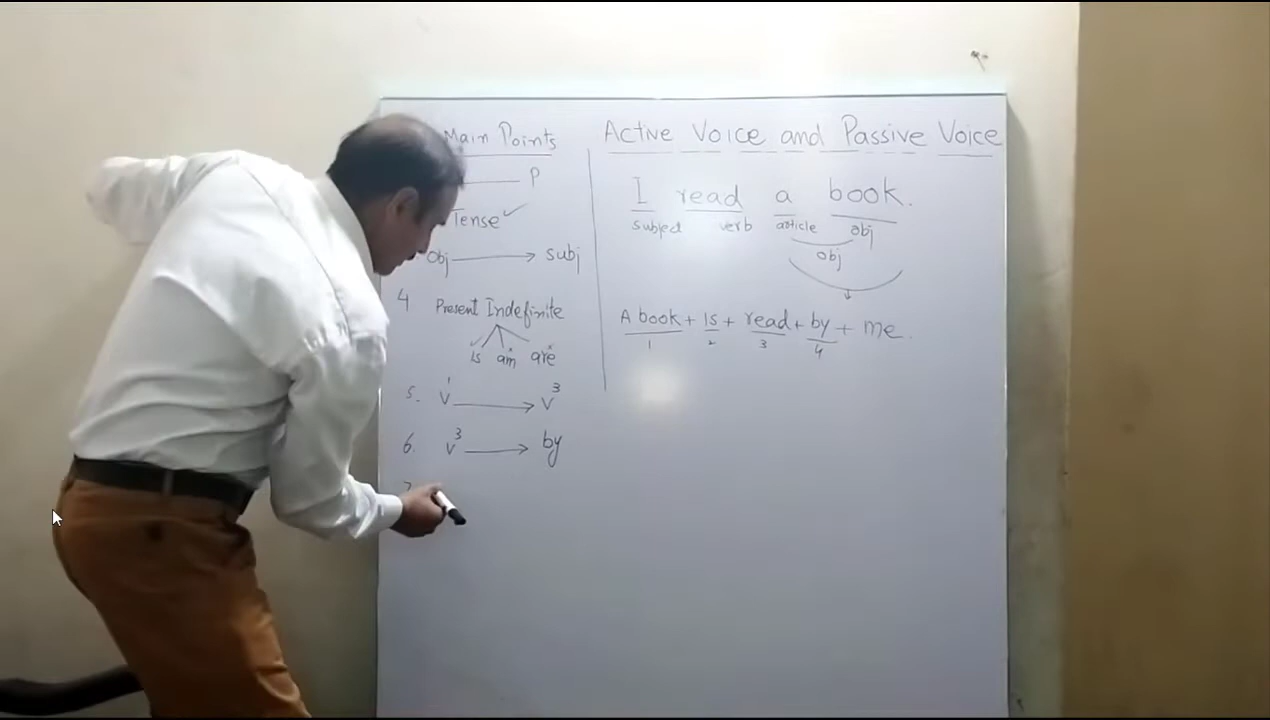 Main Points
P
Tense ✓
Obj → subj
4 Present Indefinite
is am are
5. V¹ → V³
6. V³ → by
7
Active Voice and Passive Voice
I read a book.
subject verb article obj
obj
A book + is + read + by + me.
1 2 3 4